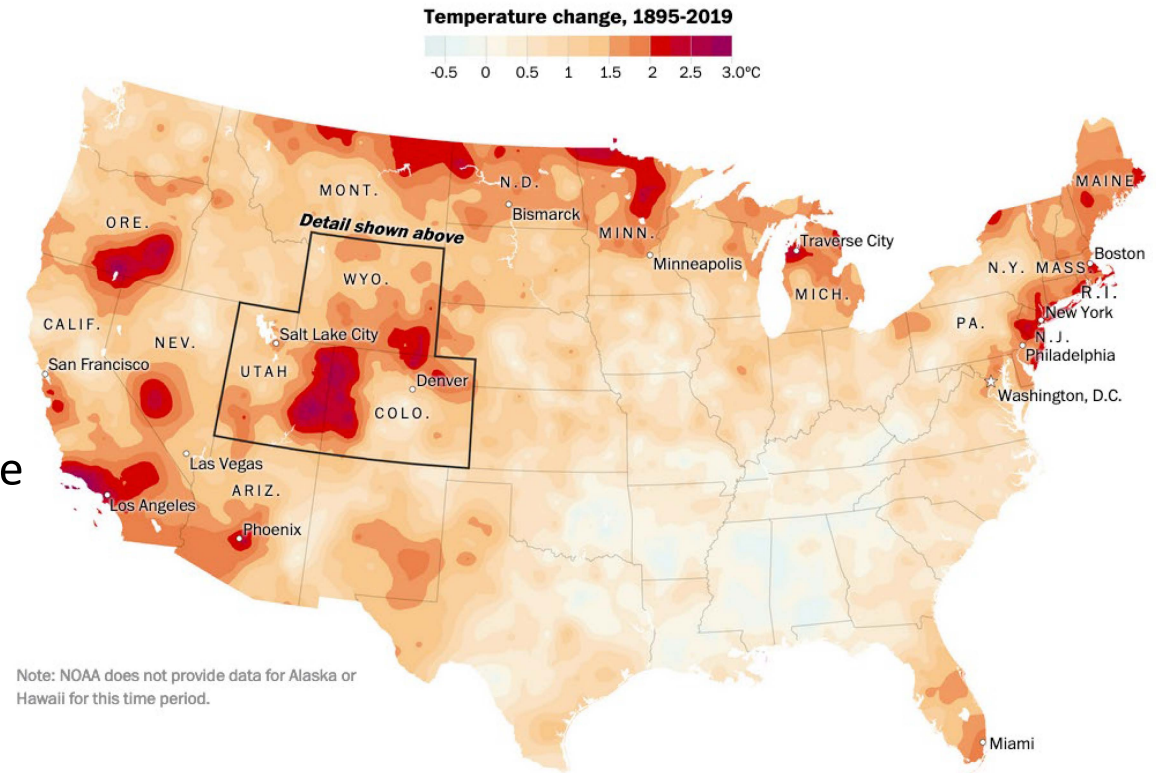 Temperature change, 1895-2019
-0.5 0 0.5 1 1.5 2 2.5 3.0ºC
MONT.
N.D.
Bismarck
MINN.
Minneapolis
ORE.
Detail shown above
WYO.
Traverse City
MICH.
MAINE
Boston
N.Y. MASS.
R.I.
New York
PA.
N.J.
Philadelphia
Washington, D.C.
CALIF.
NEV.
Salt Lake City
San Francisco
UTAH
Denver
COLO.
e
Las Vegas
ARIZ.
Los Angeles
Phoenix
Note: NOAA does not provide data for Alaska or
Hawaii for this time period.
Miami